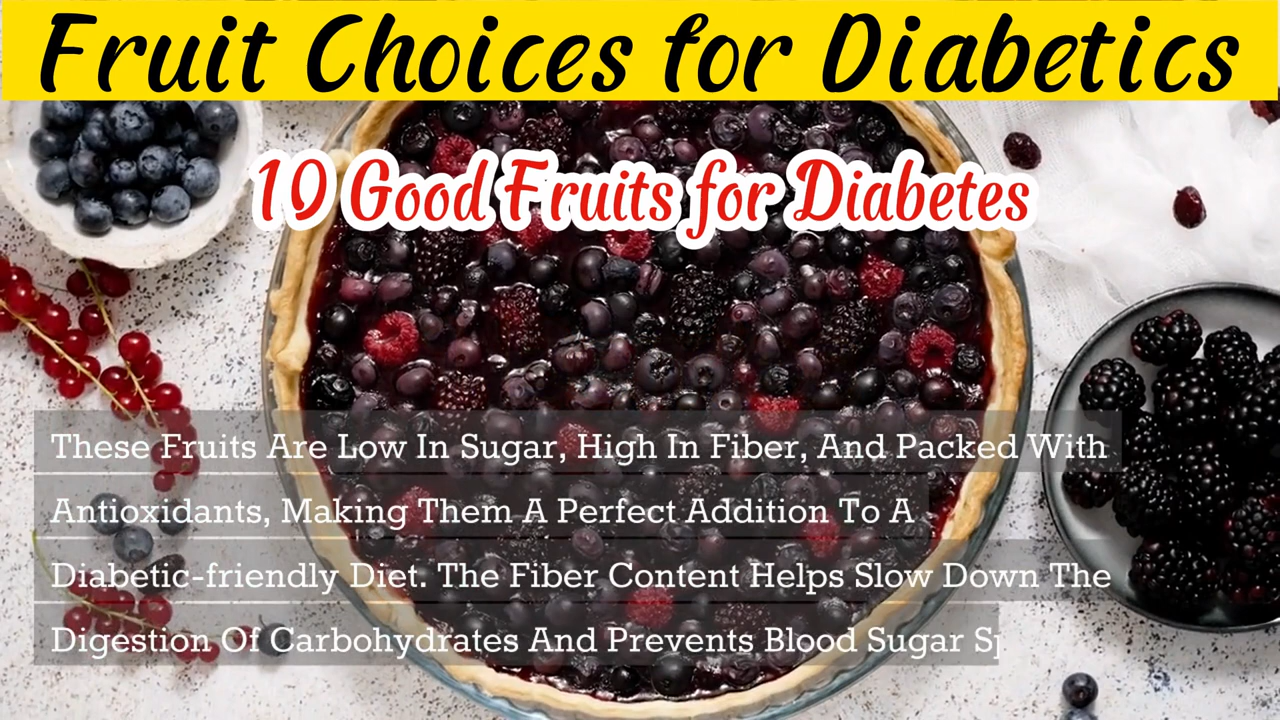 Fruit Choices for Diabetics
10 Good Fruits for Diabetes
These Fruits Are Low In Sugar, High In Fiber, And Packed With
Antioxidants, Making Them A Perfect Addition To A
Diabetic-friendly Diet. The Fiber Content Helps Slow Down The
Digestion Of Carbohydrates And Prevents Blood Sugar